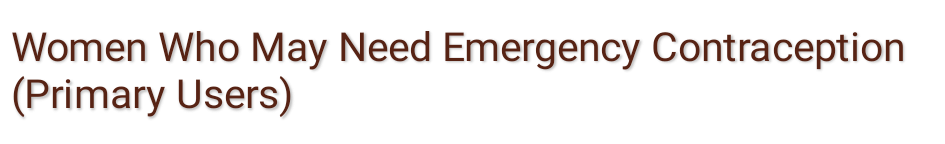 Women Who May Need Emergency Contraception
(Primary Users)